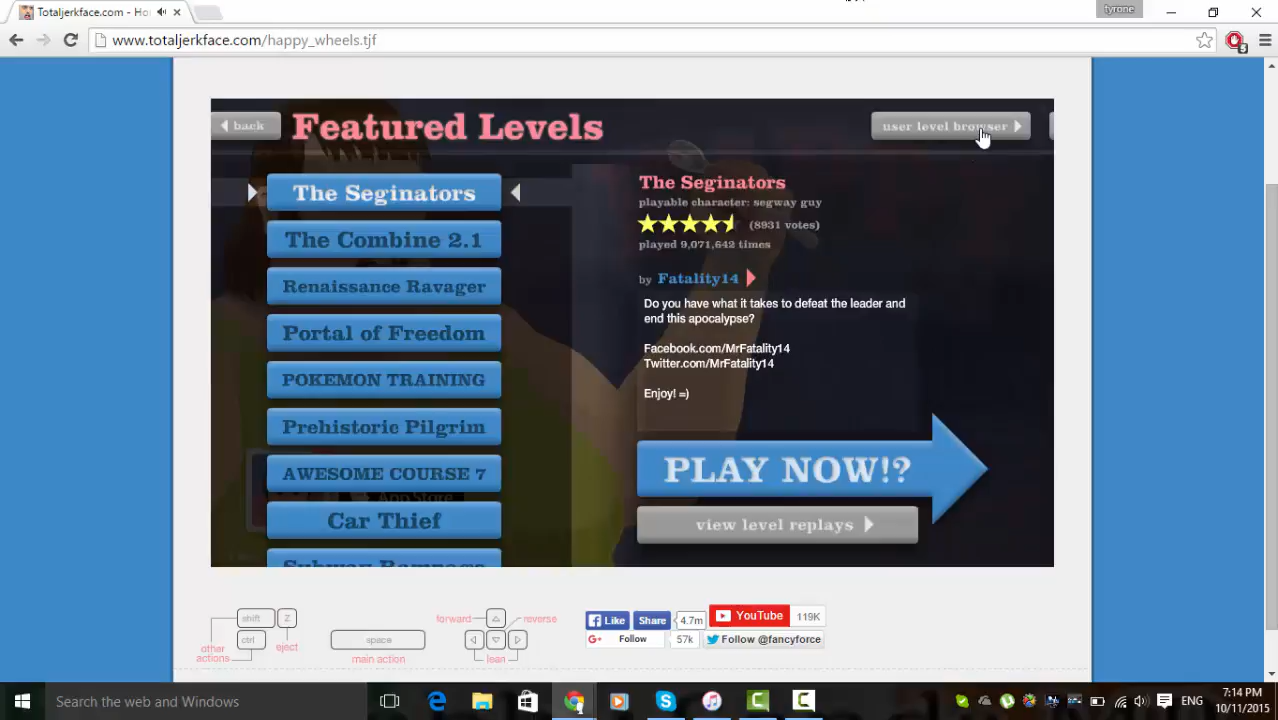 Totaljerkface.com - Ho
tyrone
www.totaljerkface.com/happy_wheels.tjf
back
Featured Levels
user level browser
The Seginators
The Combine 2.1
Renaissance Ravager
Portal of Freedom
POKEMON TRAINING
Prehistoric Pilgrim
AWESOME COURSE 7
App Store
Car Thief
Subway Rampage
The Seginators
playable character: segway guy
(8931 votes)
played 9,071,642 times
by Fatality14
Do you have what it takes to defeat the leader and
end this apocalypse?
Facebook.com/MrFatality14
Twitter.com/MrFatality14
Enjoy! =)
PLAY NOW!?
view level replays
shift Z
ctrl
other
actions
eject
space
main action
forward
reverse
lean
Like Share 4.7m
YouTube 119K
G+ Follow 57k
Follow @fancyforce
Search the web and Windows
ENG
7:14 PM
10/11/2015